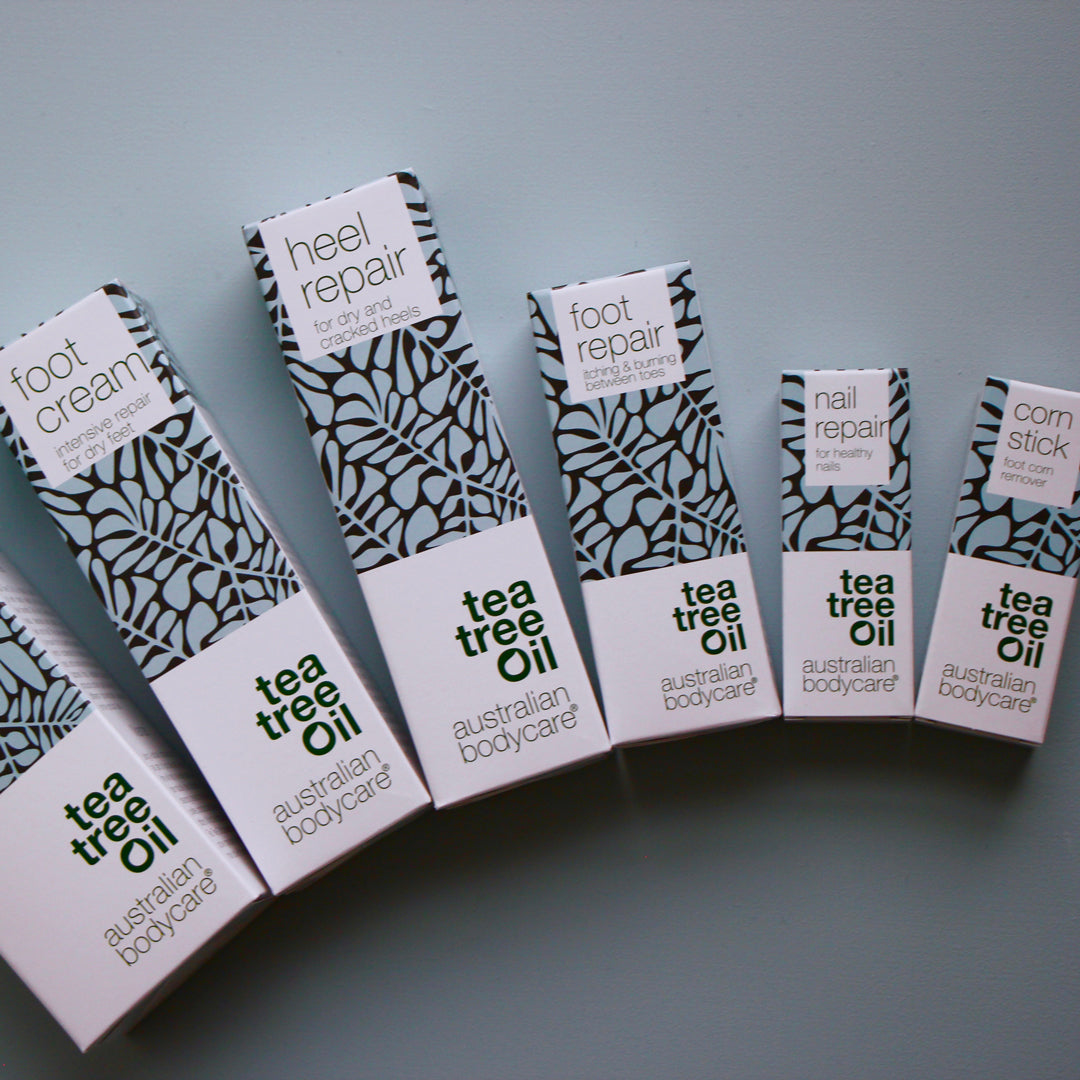 foot
cream
intensive repair
for dry feet
tea
tree
Oil
australian
bodycare®
heel
repair
for dry and
cracked heels
tea
tree
Oil
australian
bodycare®
foot
repair
itching & burning
between toes
tea
tree
Oil
australian
bodycare®
nail
repair
for healthy
nails
tea
tree
Oil
australian
bodycare®
corn
stick
foot corn
remover
tea
tree
Oil
australian
bodycare®
tea
tree
Oil
australian
bodycare®